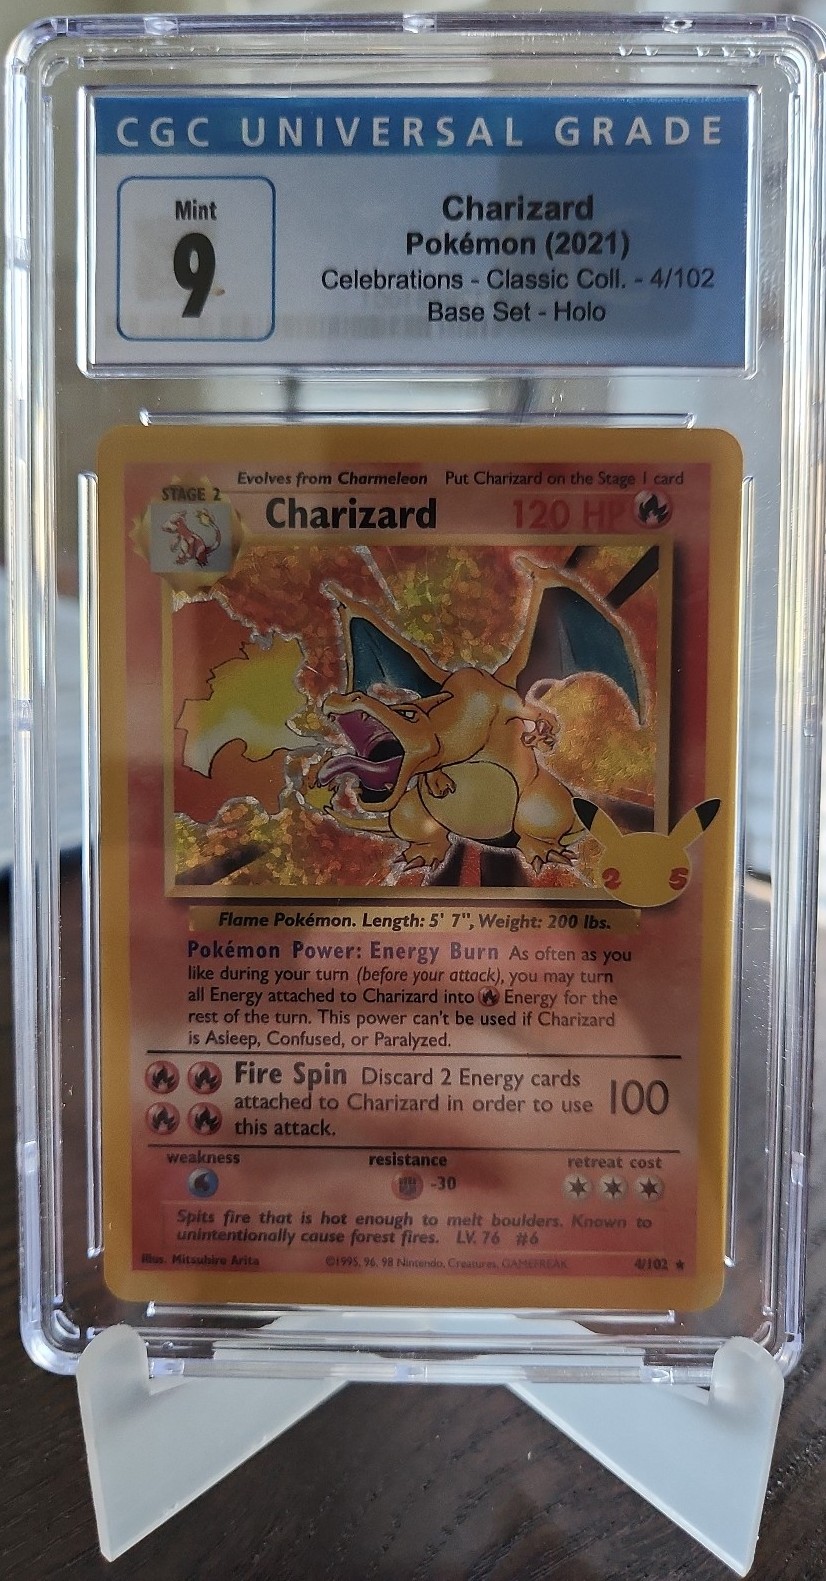 CGC UNIVERSAL GRADE
Mint
9
Charizard
Pokémon (2021)
Celebrations - Classic Coll. - 4/102
Base Set - Holo
Evolves from Charmeleon Put Charizard on the Stage 1 card
STAGE 2
Charizard 120 HP
2 5
Flame Pokémon. Length: 5' 7", Weight: 200 lbs.
Pokémon Power: Energy Burn As often as you
like during your turn (before your attack), you may turn
all Energy attached to Charizard into Energy for the
rest of the turn. This power can't be used if Charizard
is Asleep, Confused, or Paralyzed.
Fire Spin Discard 2 Energy cards
attached to Charizard in order to use 100
this attack.
weakness resistance retreat cost
-30
Spits fire that is hot enough to melt boulders. Known to
unintentionally cause forest fires. LV. 76 #6
Illus. Mitsuhiro Arita ©1995, 96, 98 Nintendo, Creatures, GAMEFREAK 4/102 ★